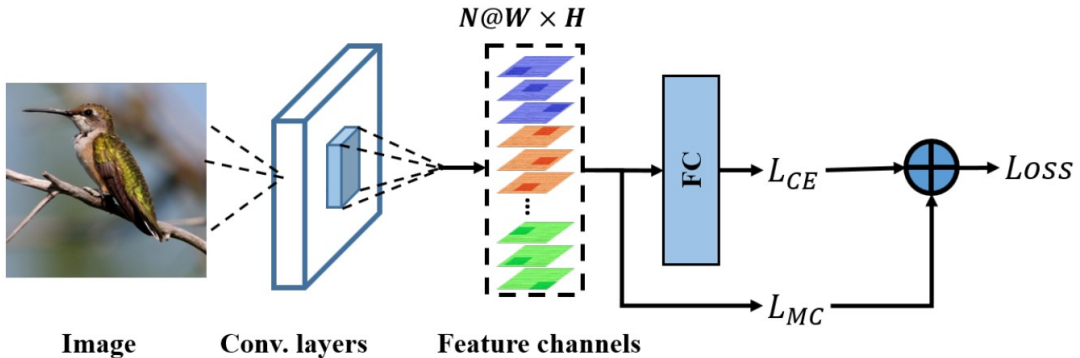 N@W × H
FC
L_CE
Loss
L_MC
Image
Conv. layers
Feature channels